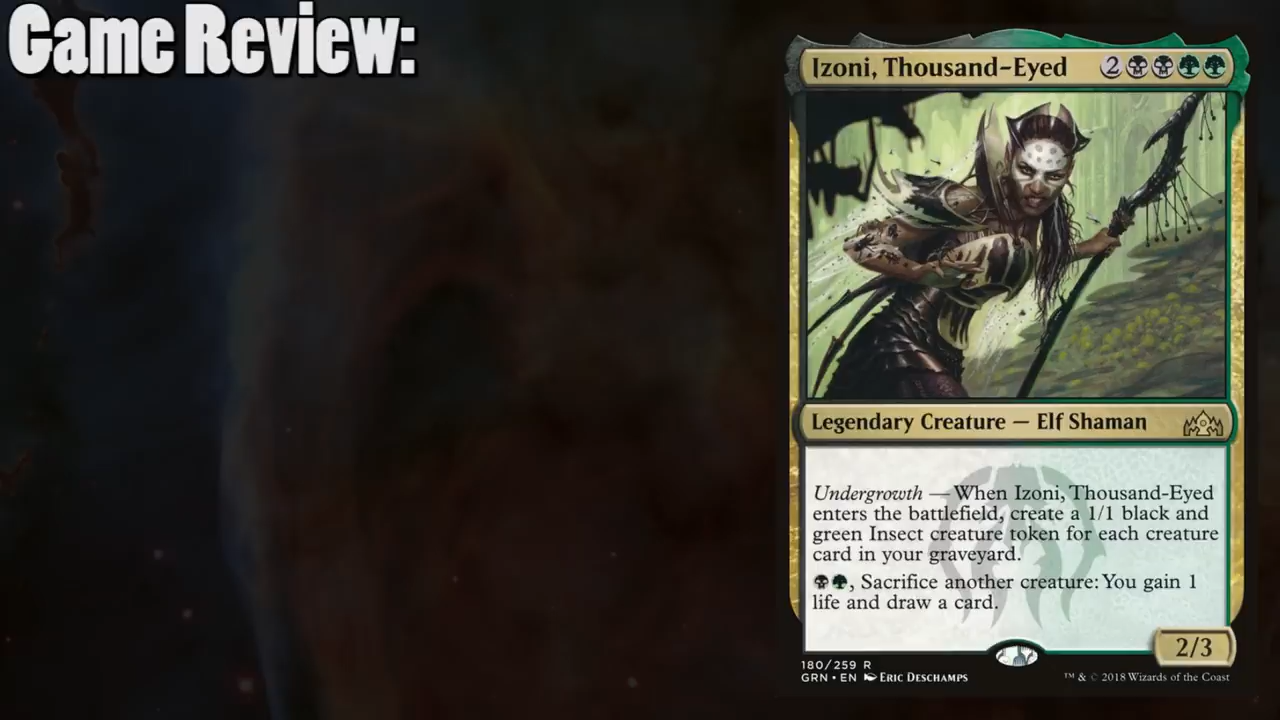 Game Review:
Izoni, Thousand-Eyed 2
Legendary Creature — Elf Shaman
Undergrowth — When Izoni, Thousand-Eyed
enters the battlefield, create a 1/1 black and
green Insect creature token for each creature
card in your graveyard.
, Sacrifice another creature: You gain 1
life and draw a card.
2/3
180/259 R
GRN • EN Eric Deschamps
™ & © 2018 Wizards of the Coast